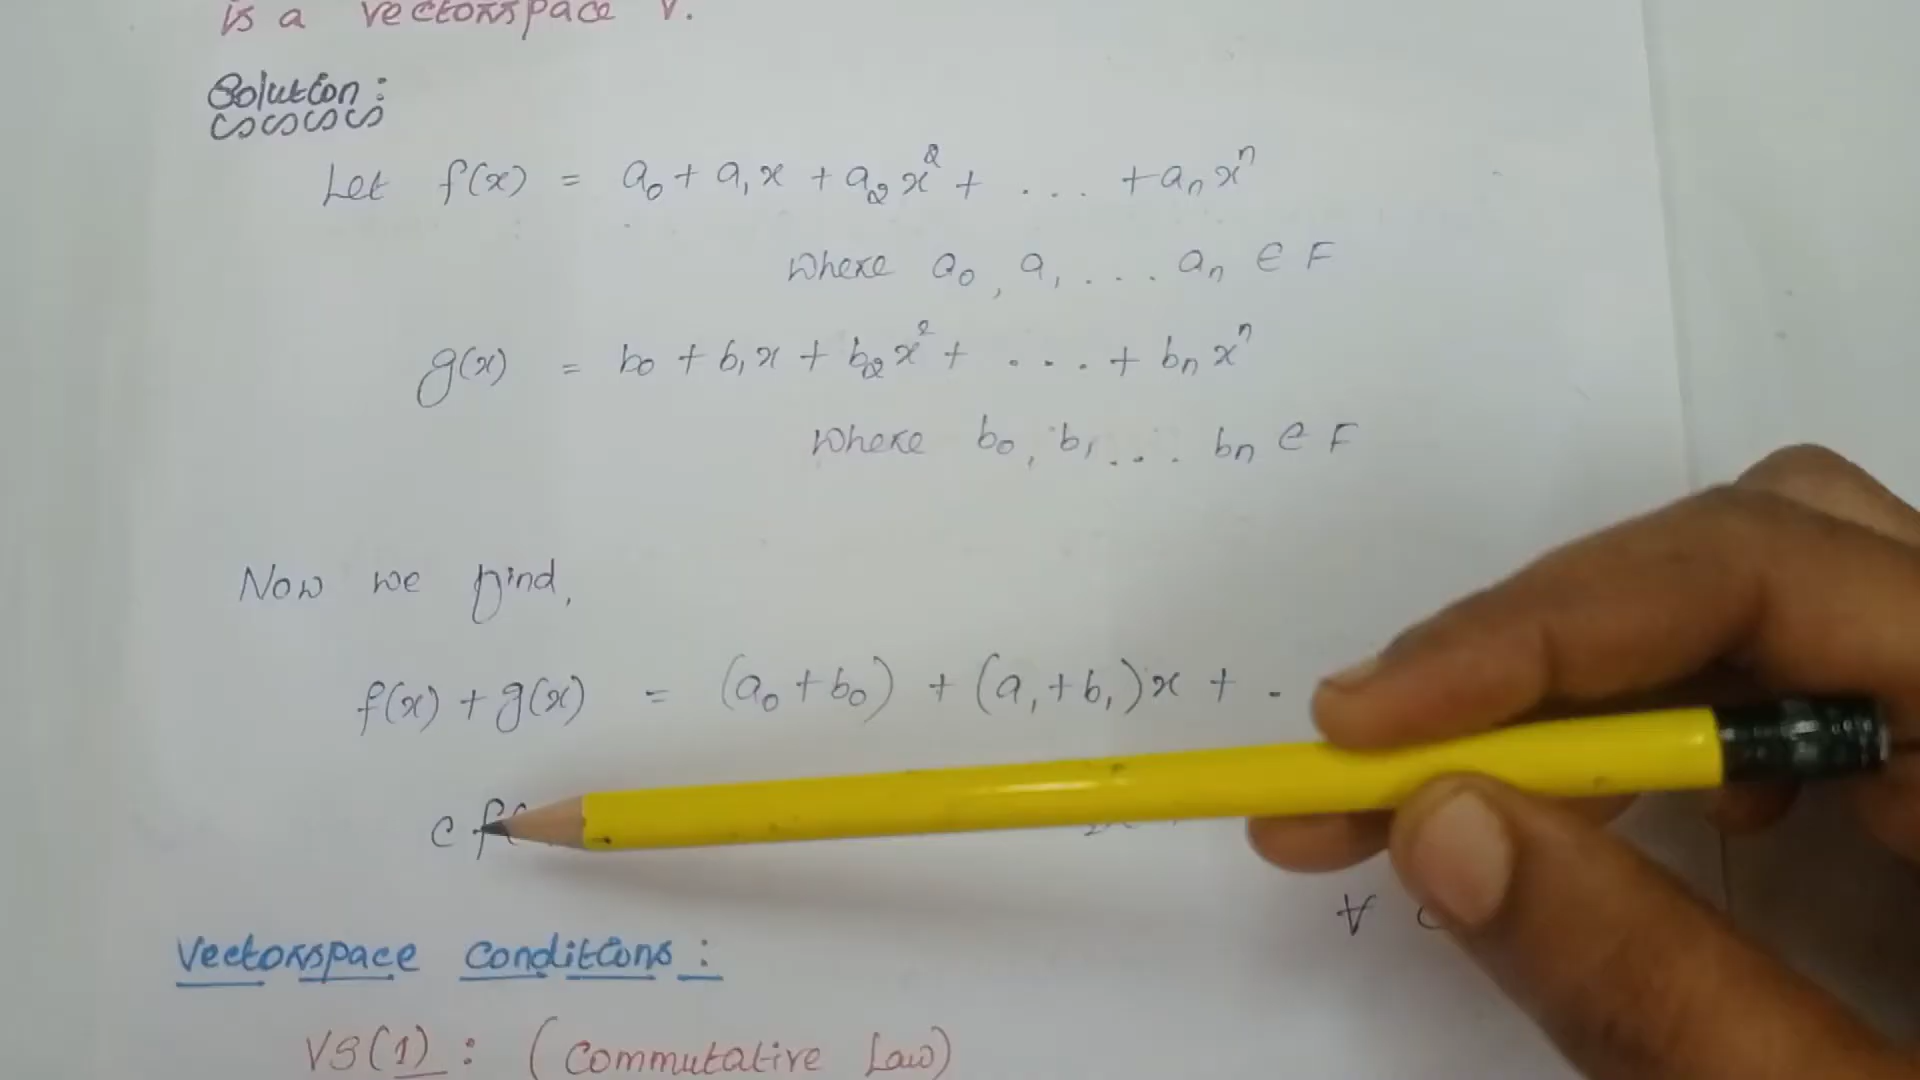 is a vectorspace V.
Solution:
Let f(x) = a₀ + a₁x + a₂x² + ... + aₙxⁿ
where a₀, a₁ ... aₙ ∈ F
g(x) = b₀ + b₁x + b₂x² + ... + bₙxⁿ
where b₀, b₁ ... bₙ ∈ F
Now we find,
f(x) + g(x) = (a₀ + b₀) + (a₁ + b₁)x + .
c f(
∀
Vectorspace Conditions:
VS(1) : (Commutative Law)